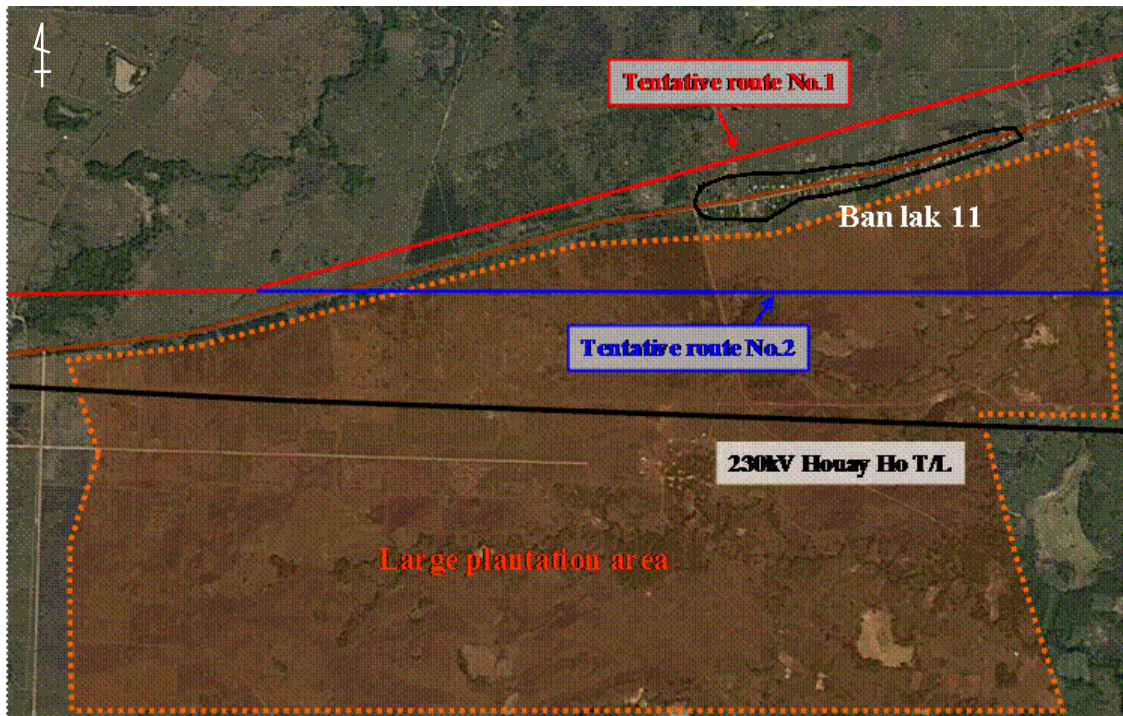 Tentative route No.1
Ban lak 11
Tentative route No.2
230kV Houay Ho T/L
Large plantation area